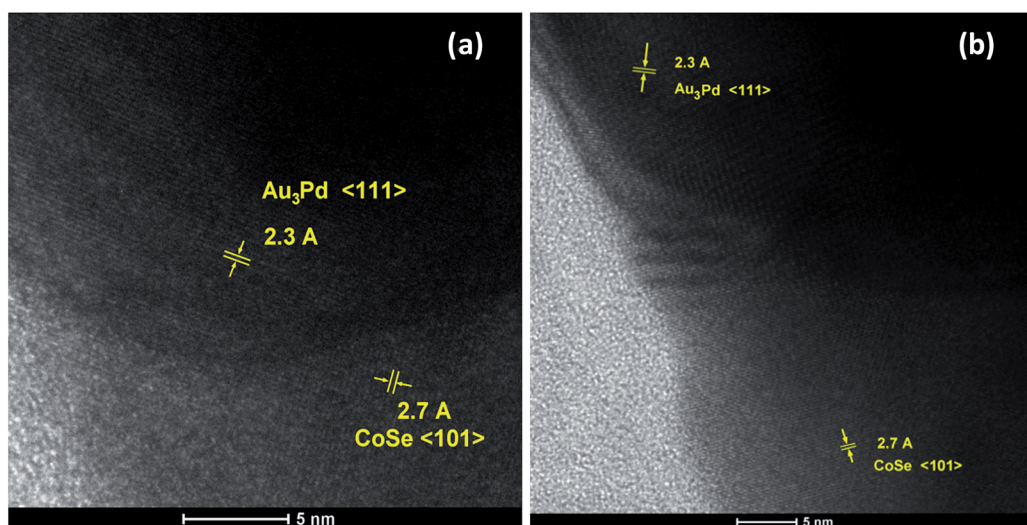 (a)
Au₃Pd <111>
2.3 A
2.7 A
CoSe <101>
5 nm
(b)
2.3 A
Au₃Pd <111>
2.7 A
CoSe <101>
5 nm